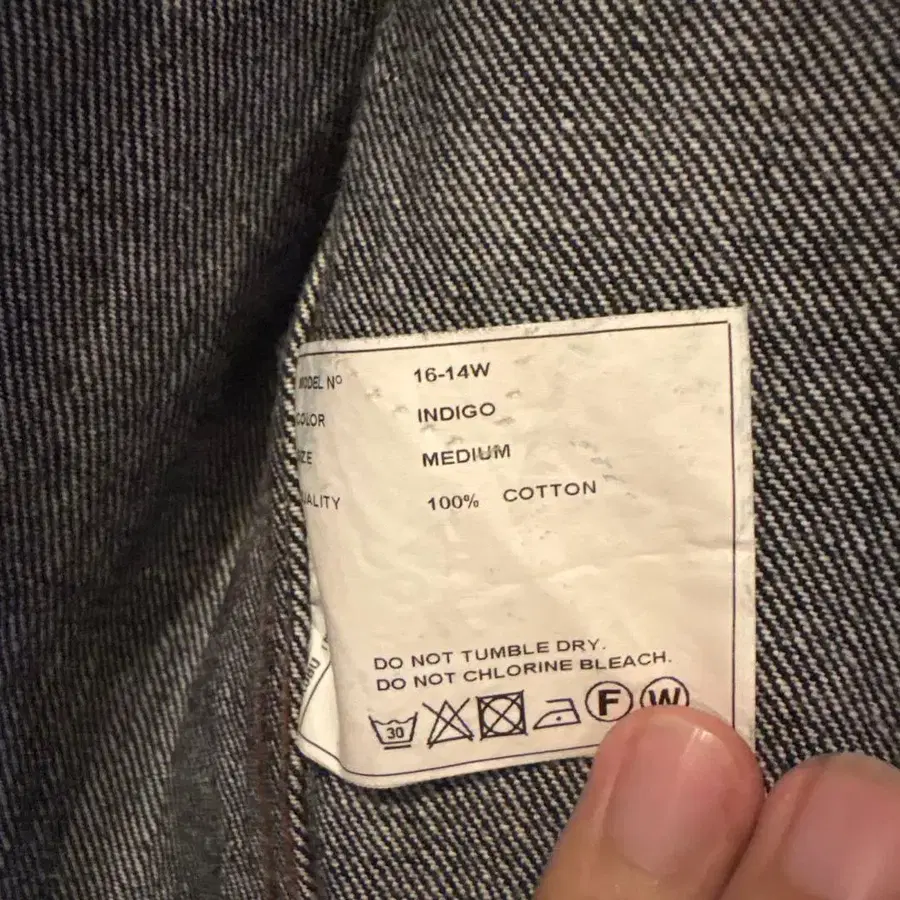 MODEL Nº 16-14W
COLOR INDIGO
SIZE MEDIUM
QUALITY 100% COTTON
DO NOT TUMBLE DRY.
DO NOT CHLORINE BLEACH.
30 F W